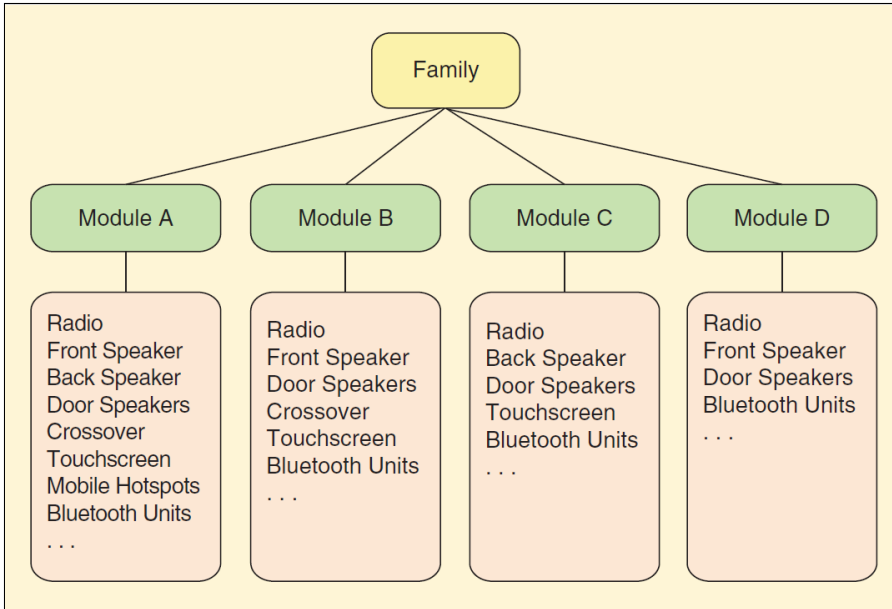 Family
Module A
Module B
Module C
Module D
Radio
Front Speaker
Back Speaker
Door Speakers
Crossover
Touchscreen
Mobile Hotspots
Bluetooth Units
. . .
Radio
Front Speaker
Door Speakers
Crossover
Touchscreen
Bluetooth Units
. . .
Radio
Back Speaker
Door Speakers
Touchscreen
Bluetooth Units
. . .
Radio
Front Speaker
Door Speakers
Bluetooth Units
. . .